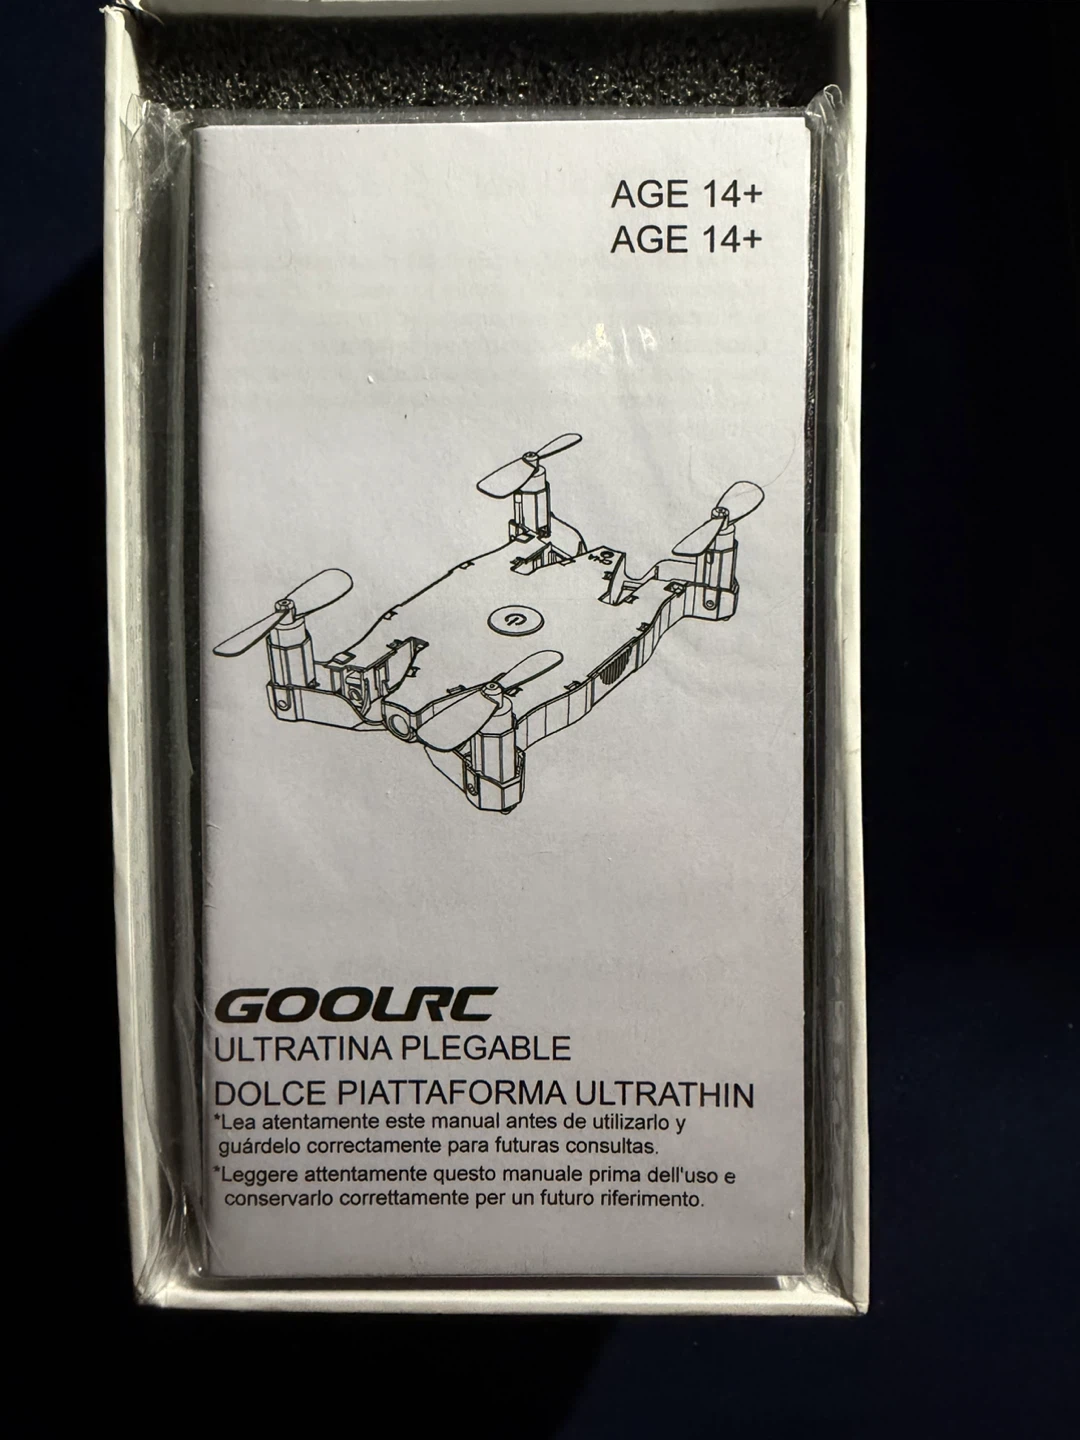 AGE 14+
AGE 14+
GOOLRC
ULTRATINA PLEGABLE
DOLCE PIATTAFORMA ULTRATHIN
*Lea atentamente este manual antes de utilizarlo y
guárdelo correctamente para futuras consultas.
*Leggere attentamente questo manuale prima dell'uso e
conservarlo correttamente per un futuro riferimento.